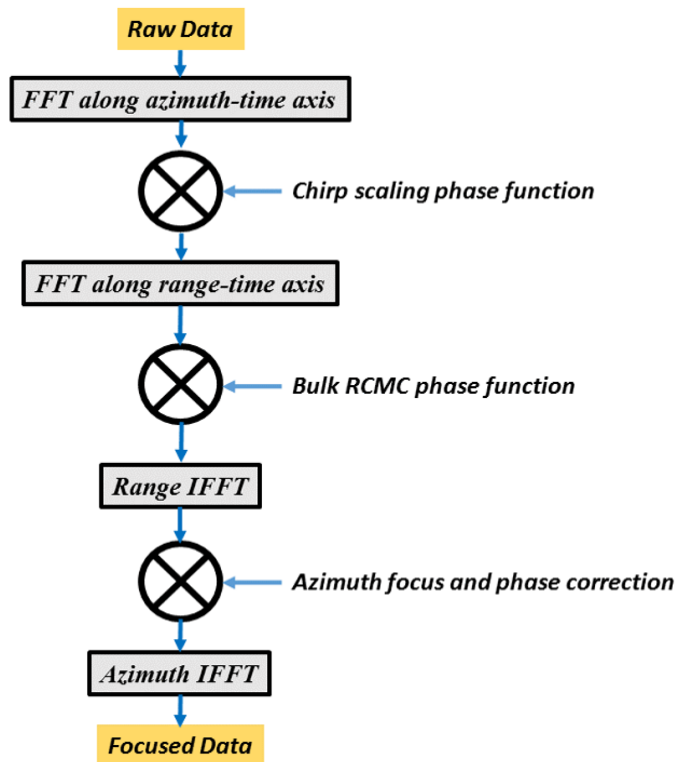 Raw Data
FFT along azimuth-time axis
Chirp scaling phase function
FFT along range-time axis
Bulk RCMC phase function
Range IFFT
Azimuth focus and phase correction
Azimuth IFFT
Focused Data